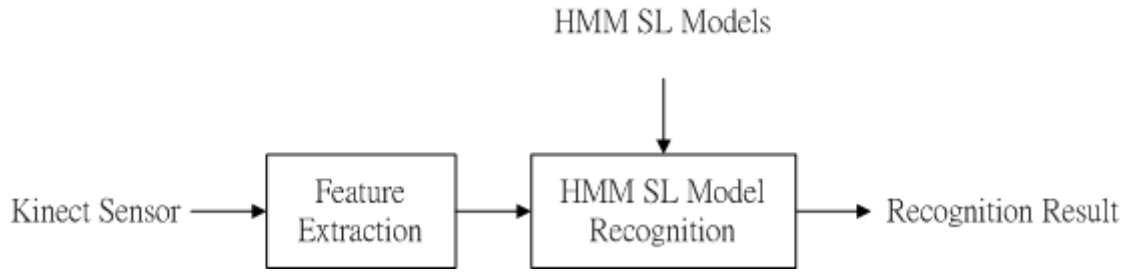 HMM SL Models
Kinect Sensor
Feature
Extraction
HMM SL Model
Recognition
Recognition Result